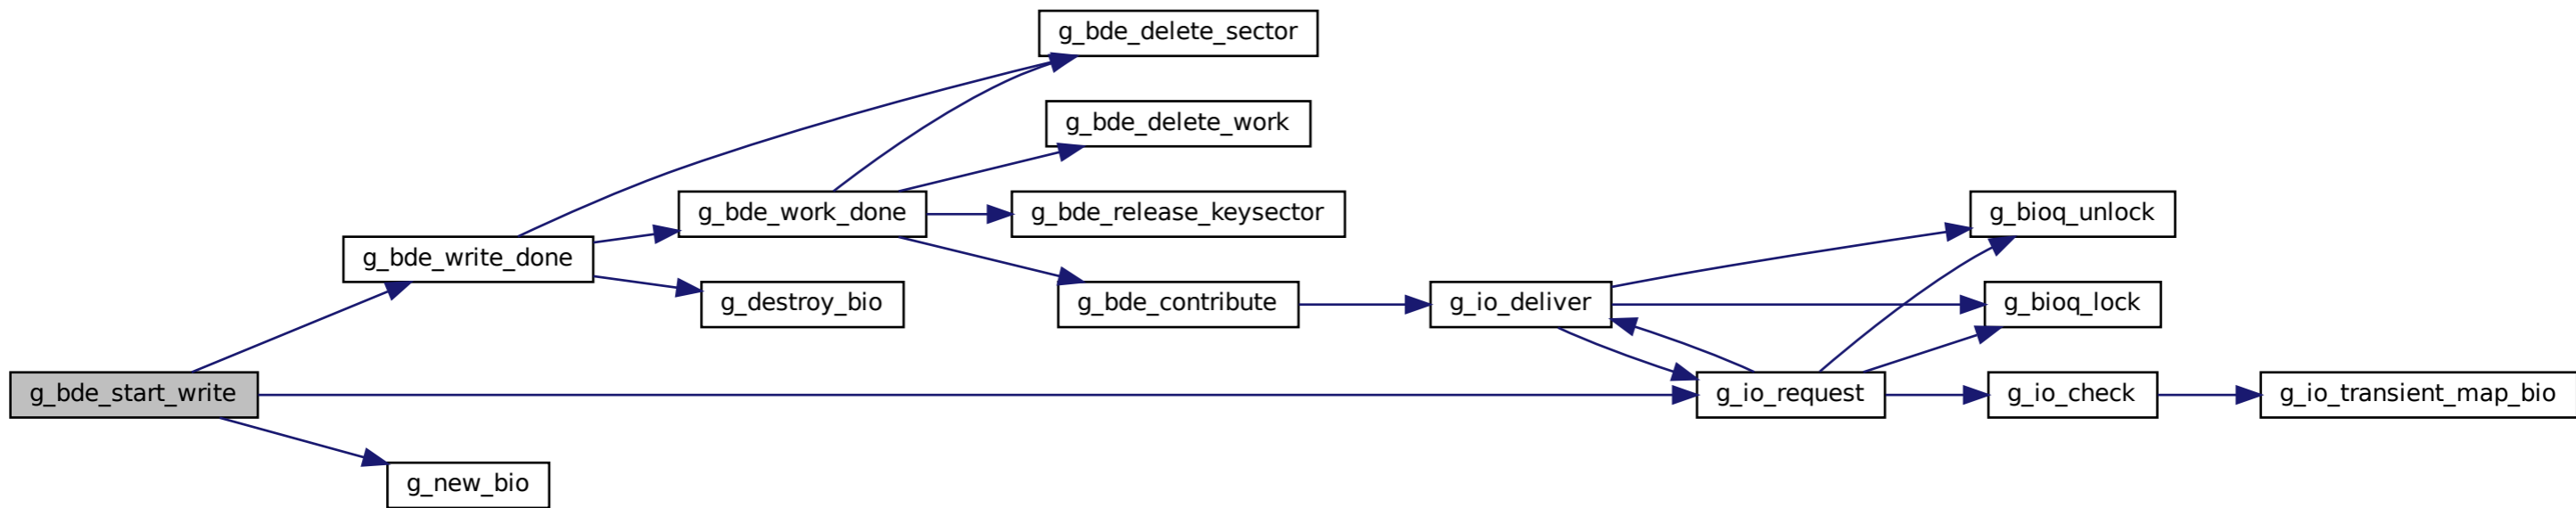 g_bde_delete_sector
g_bde_delete_work
g_bde_work_done
g_bde_release_keysector
g_bioq_unlock
g_bde_write_done
g_destroy_bio
g_bde_contribute
g_io_deliver
g_bioq_lock
g_bde_start_write
g_io_request
g_io_check
g_io_transient_map_bio
g_new_bio